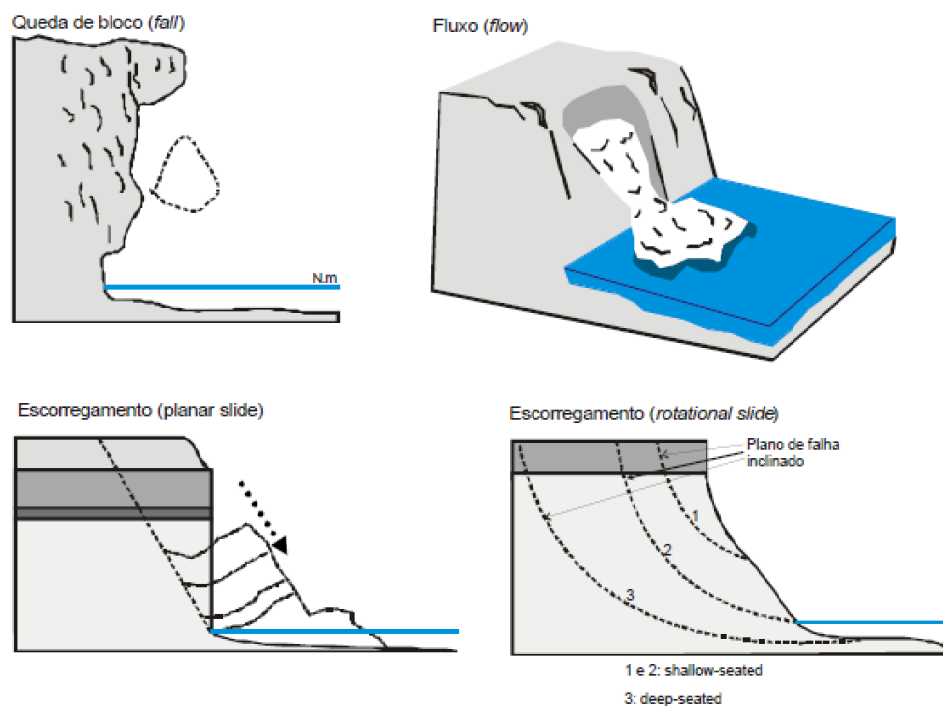 Queda de bloco (fall)
Fluxo (flow)
N.m
Escorregamento (planar slide)
Escorregamento (rotational slide)
Plano de falha
inclinado
1
2
3
1 e 2: shallow-seated
3: deep-seated